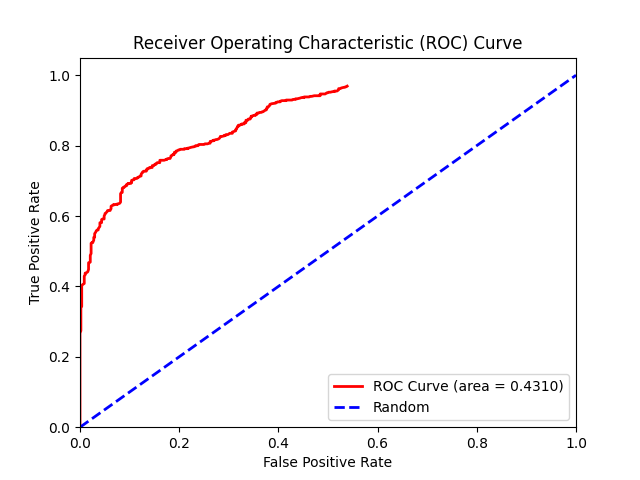 Receiver Operating Characteristic (ROC) Curve
1.0
0.8
0.6
0.4
0.2
0.0
True Positive Rate
ROC Curve (area = 0.4310)
Random
0.0 0.2 0.4 0.6 0.8 1.0
False Positive Rate